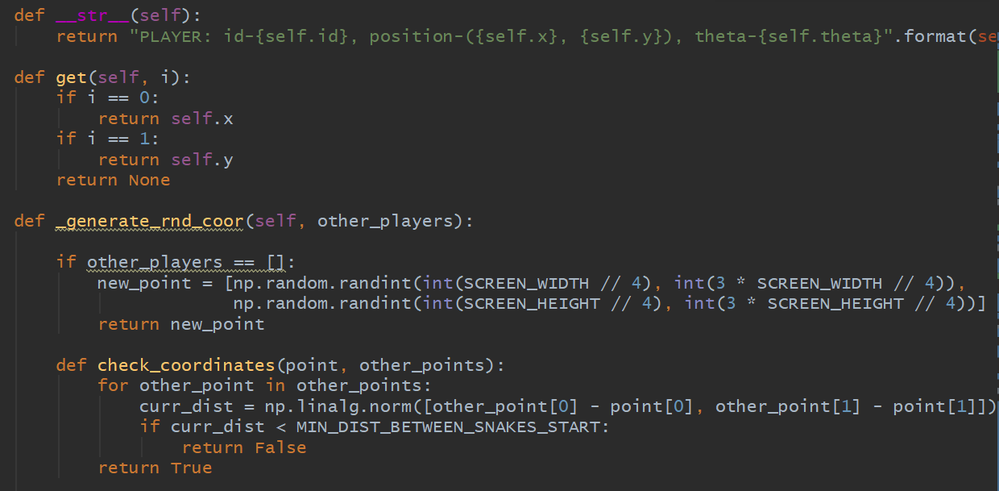 def __str__(self):
    return "PLAYER: id-{self.id}, position-({self.x}, {self.y}), theta-{self.theta}".format(se
def get(self, i):
    if i == 0:
        return self.x
    if i == 1:
        return self.y
    return None
def _generate_rnd_coor(self, other_players):
    if other_players == []:
        new_point = [np.random.randint(int(SCREEN_WIDTH // 4), int(3 * SCREEN_WIDTH // 4)),
                     np.random.randint(int(SCREEN_HEIGHT // 4), int(3 * SCREEN_HEIGHT // 4))]
        return new_point
    def check_coordinates(point, other_points):
        for other_point in other_points:
            curr_dist = np.linalg.norm([other_point[0] - point[0], other_point[1] - point[1]])
            if curr_dist < MIN_DIST_BETWEEN_SNAKES_START:
                return False
        return True